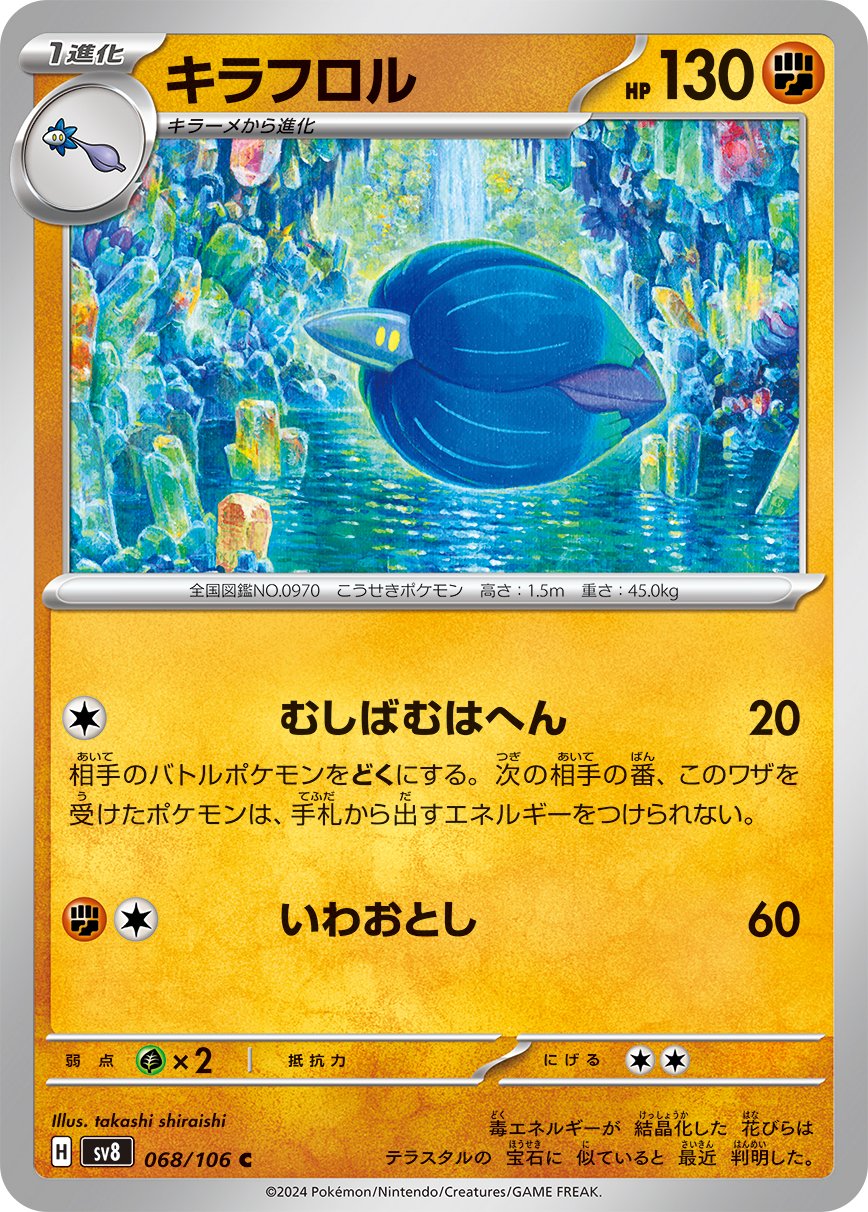 1進化
キラフロル
HP 130
キラーメから進化
全国図鑑NO.0970 こうせきポケモン 高さ:1.5m 重さ:45.0kg
むしばむはへん 20
相手のバトルポケモンをどくにする。次の相手の番、このワザを
受けたポケモンは、手札から出すエネルギーをつけられない。
いわおとし 60
弱点 ×2 抵抗力 にげる
Illus. takashi shiraishi
毒エネルギーが 結晶化した 花びらは
テラスタルの 宝石に 似ていると 最近 判明した。
H sv8 068/106 C
©2024 Pokémon/Nintendo/Creatures/GAME FREAK.